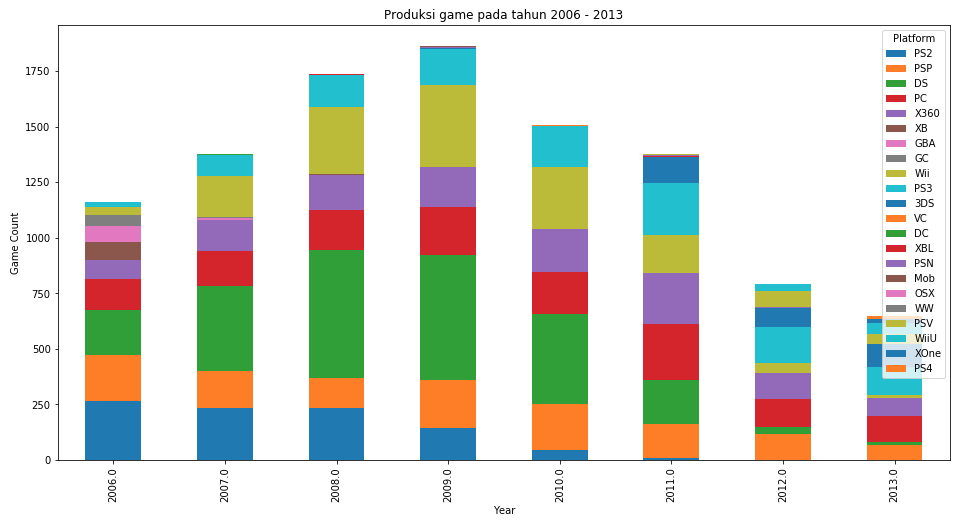 Produksi game pada tahun 2006 - 2013
Platform
PS2
PSP
DS
PC
X360
XB
GBA
GC
Wii
PS3
3DS
VC
DC
XBL
PSN
Mob
OSX
WW
PSV
WiiU
XOne
PS4
Game Count
1750
1500
1250
1000
750
500
250
0
2006.0
2007.0
2008.0
2009.0
2010.0
2011.0
2012.0
2013.0
Year